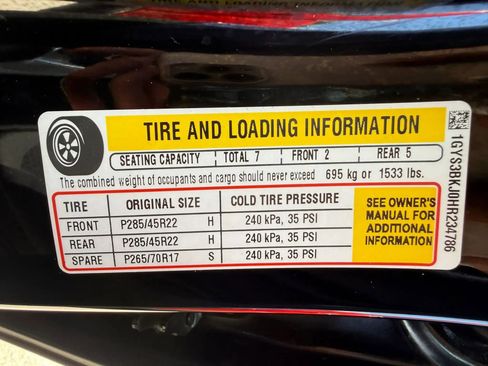 TIRE AND LOADING INFORMATION
SEATING CAPACITY TOTAL 7 FRONT 2 REAR 5
The combined weight of occupants and cargo should never exceed 695 kg or 1533 lbs.
TIRE ORIGINAL SIZE COLD TIRE PRESSURE
FRONT P285/45R22 H 240 kPa, 35 PSI
REAR P285/45R22 H 240 kPa, 35 PSI
SPARE P265/70R17 S 240 kPa, 35 PSI
SEE OWNER'S
MANUAL FOR
ADDITIONAL
INFORMATION
1GYS3BKJ0HR234786